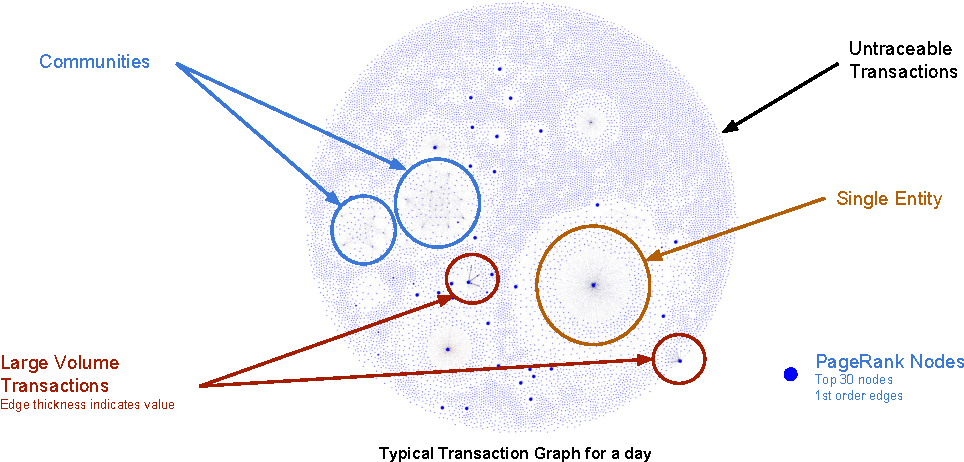 Communities
Untraceable
Transactions
Single Entity
Large Volume
Transactions
Edge thickness indicates value
PageRank Nodes
Top 30 nodes
1st order edges
Typical Transaction Graph for a day